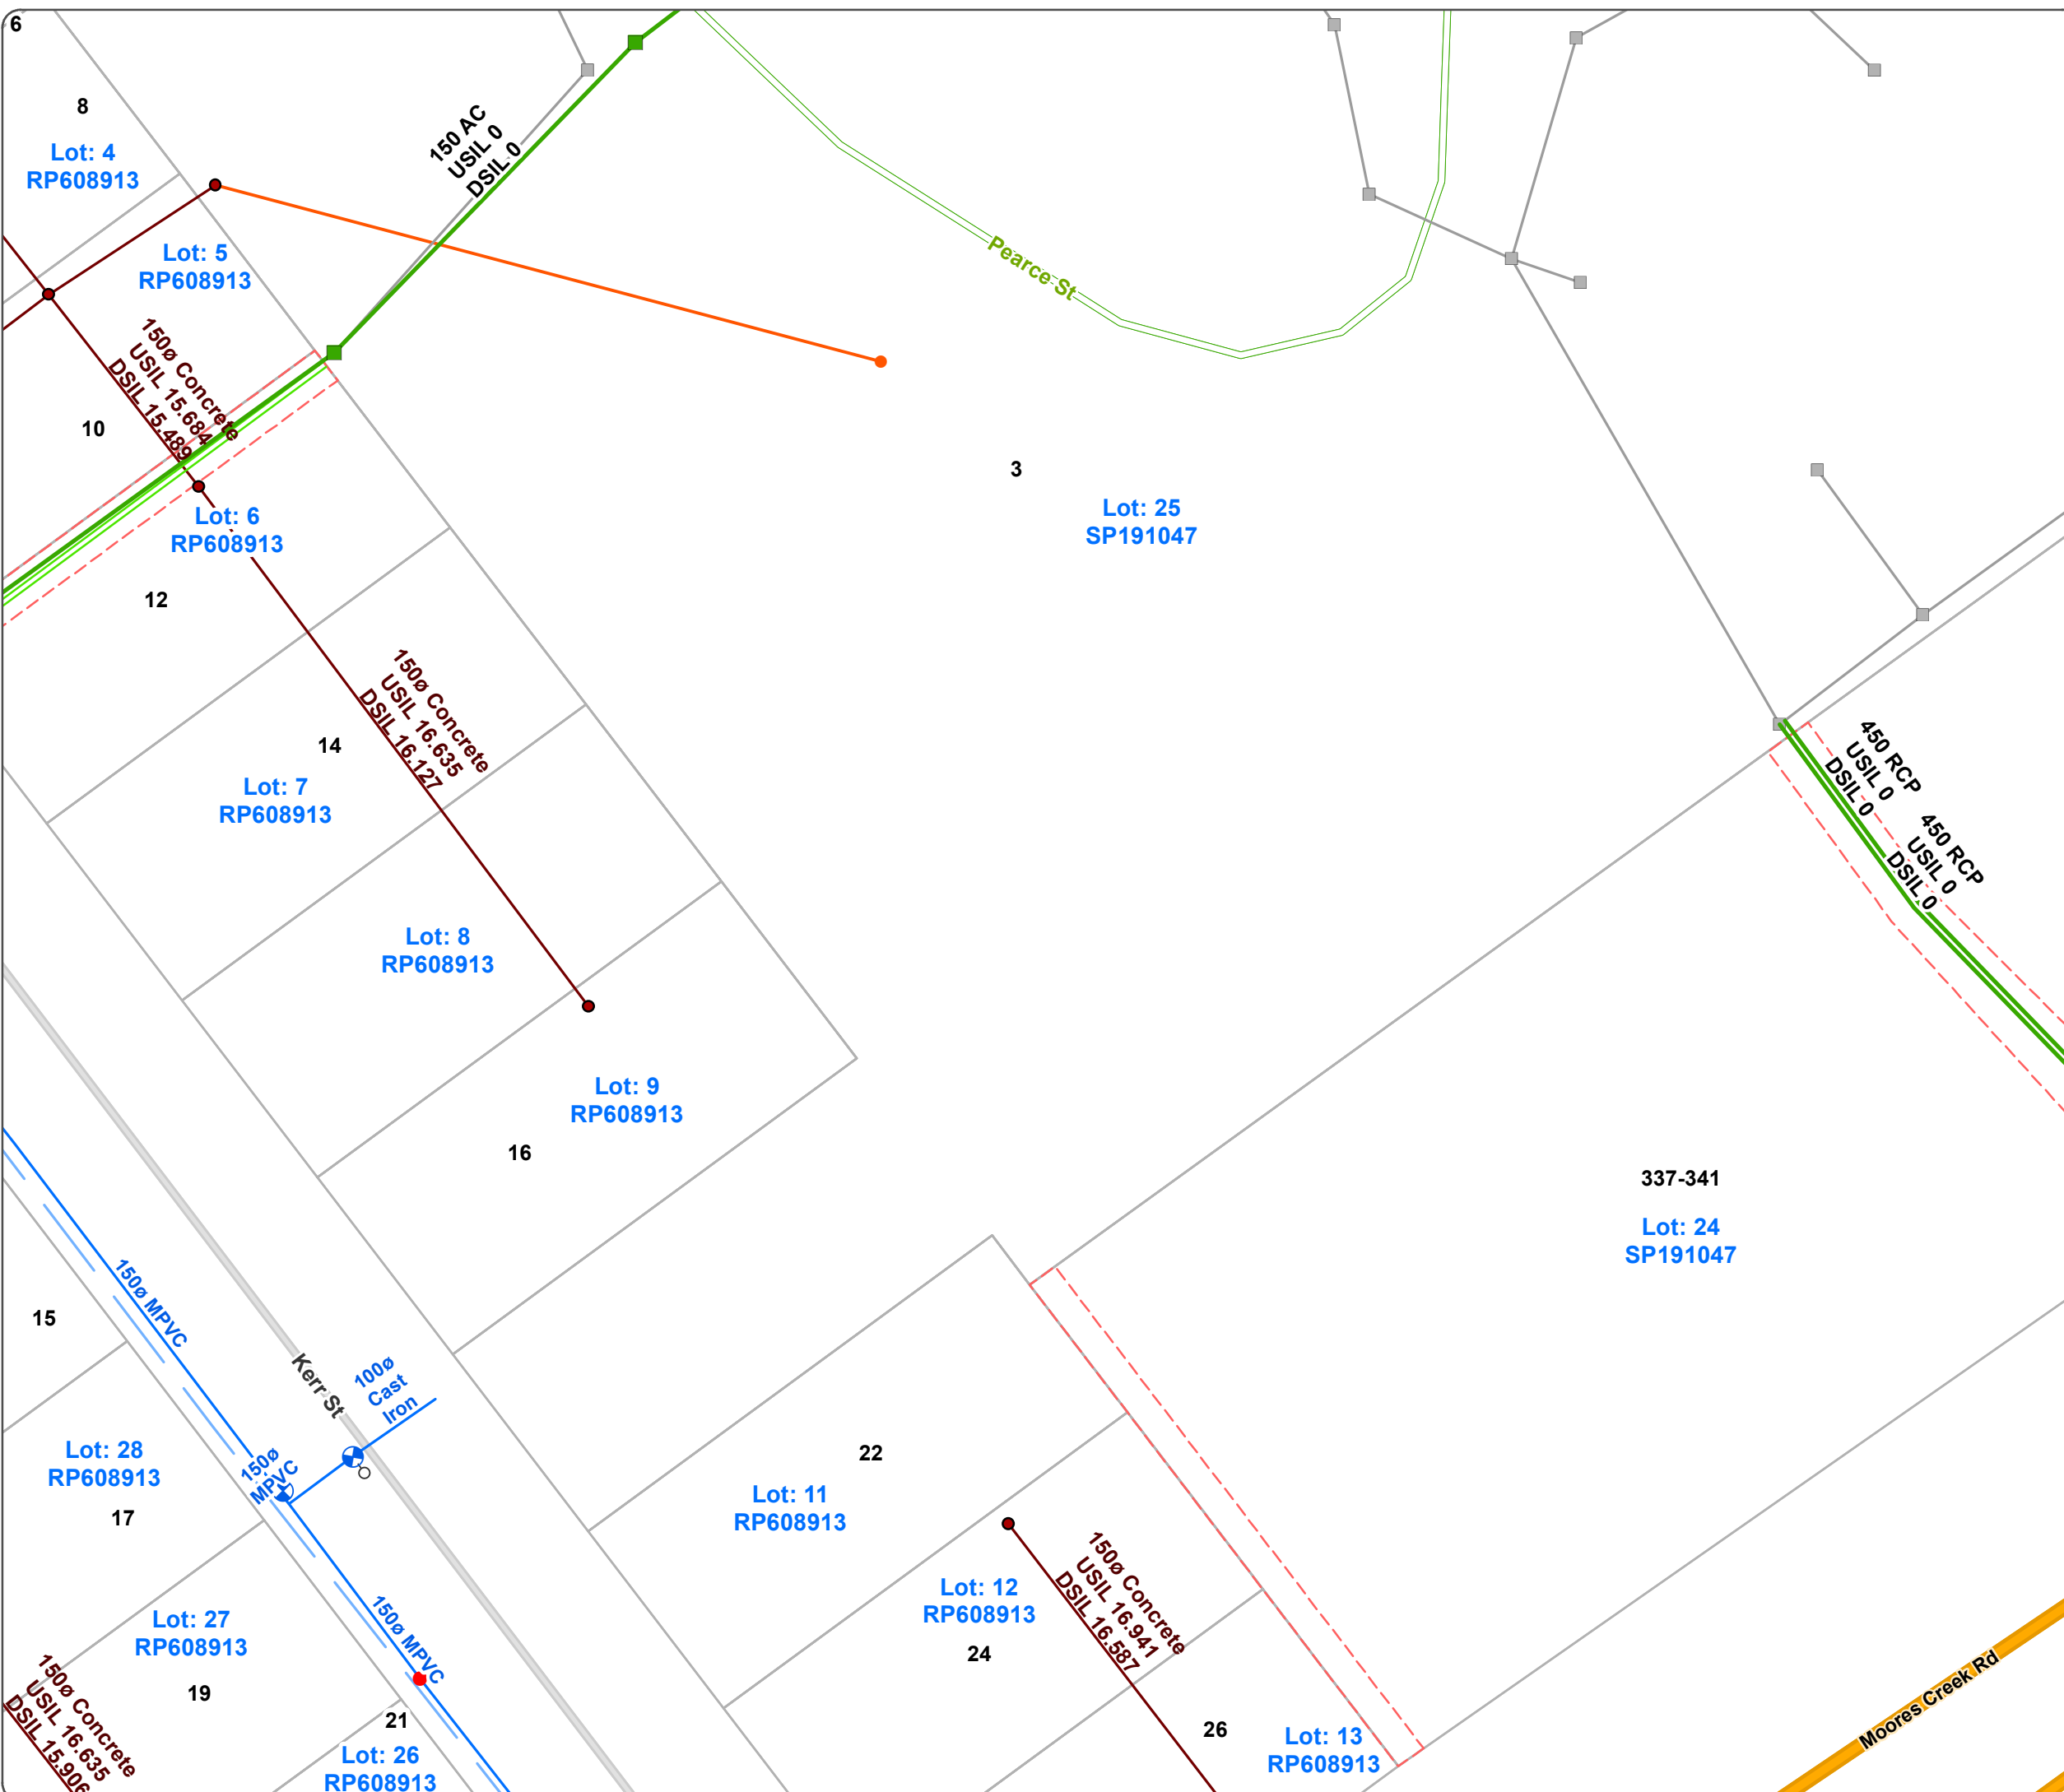 6
8
Lot: 4
RP608913
150 AC
USIL 0
DSIL 0
Pearce St
Lot: 5
RP608913
150ø Concrete
USIL 15.684
DSIL 15.489
10
3
Lot: 25
SP191047
Lot: 6
RP608913
12
150ø Concrete
USIL 16.635
DSIL 16.127
14
Lot: 7
RP608913
450 RCP
USIL 0
DSIL 0
450 RCP
USIL 0
DSIL 0
Lot: 8
RP608913
Lot: 9
RP608913
16
337-341
Lot: 24
SP191047
150ø MPVC
15
Kerr St
100ø
Cast
Iron
Lot: 28
RP608913
150ø
MPVC
17
22
Lot: 11
RP608913
150ø Concrete
USIL 16.941
DSIL 16.587
Lot: 12
RP608913
24
Lot: 27
RP608913
150ø MPVC
19
150ø Concrete
USIL 16.635
DSIL 15.906
21
Lot: 26
RP608913
26
Lot: 13
RP608913
Moores Creek Rd